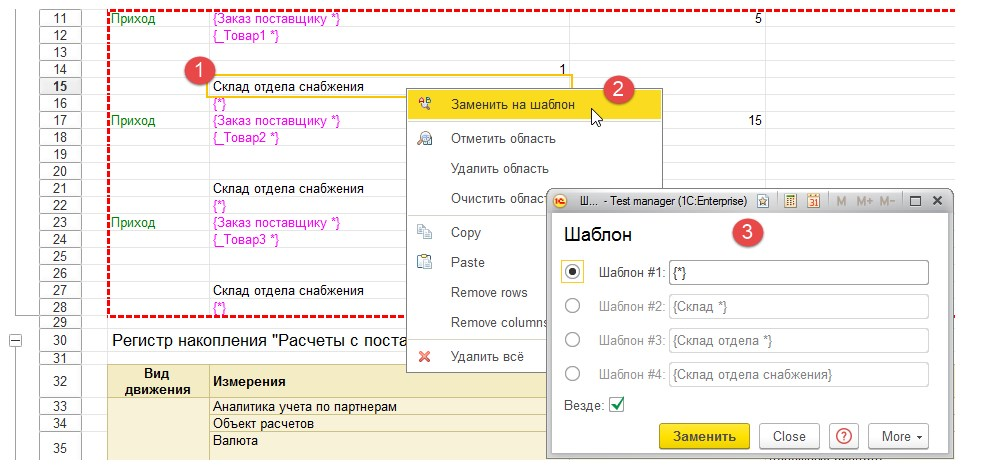 11 Приход {Заказ поставщику *} 5
12 {_Товар1 *}
13
14 1
1
15 Склад отдела снабжения
2
16 {*}
Заменить на шаблон
17 Приход {Заказ поставщику *} 15
18 {_Товар2 *}
Отметить область
19
20
Удалить область
21 Склад отдела снабжения
Очистить област
22 {*}
23 Приход {Заказ поставщику *}
Copy
24 {_Товар3 *}
25
Paste
26
27 Склад отдела снабжения
Remove rows
28 {*}
Remove columns
29
30 Регистр накопления "Расчеты с поста
31
Удалить всё
32 Вид движения Измерения
33 Аналитика учета по партнерам
34 Объект расчетов
35 Валюта
Ш... - Test manager (1C:Enterprise) 31 M M+ M-
Шаблон
3
Шаблон #1: {*}
Шаблон #2: {Склад *}
Шаблон #3: {Склад отдела *}
Шаблон #4: {Склад отдела снабжения}
Везде:
Заменить Close ? More